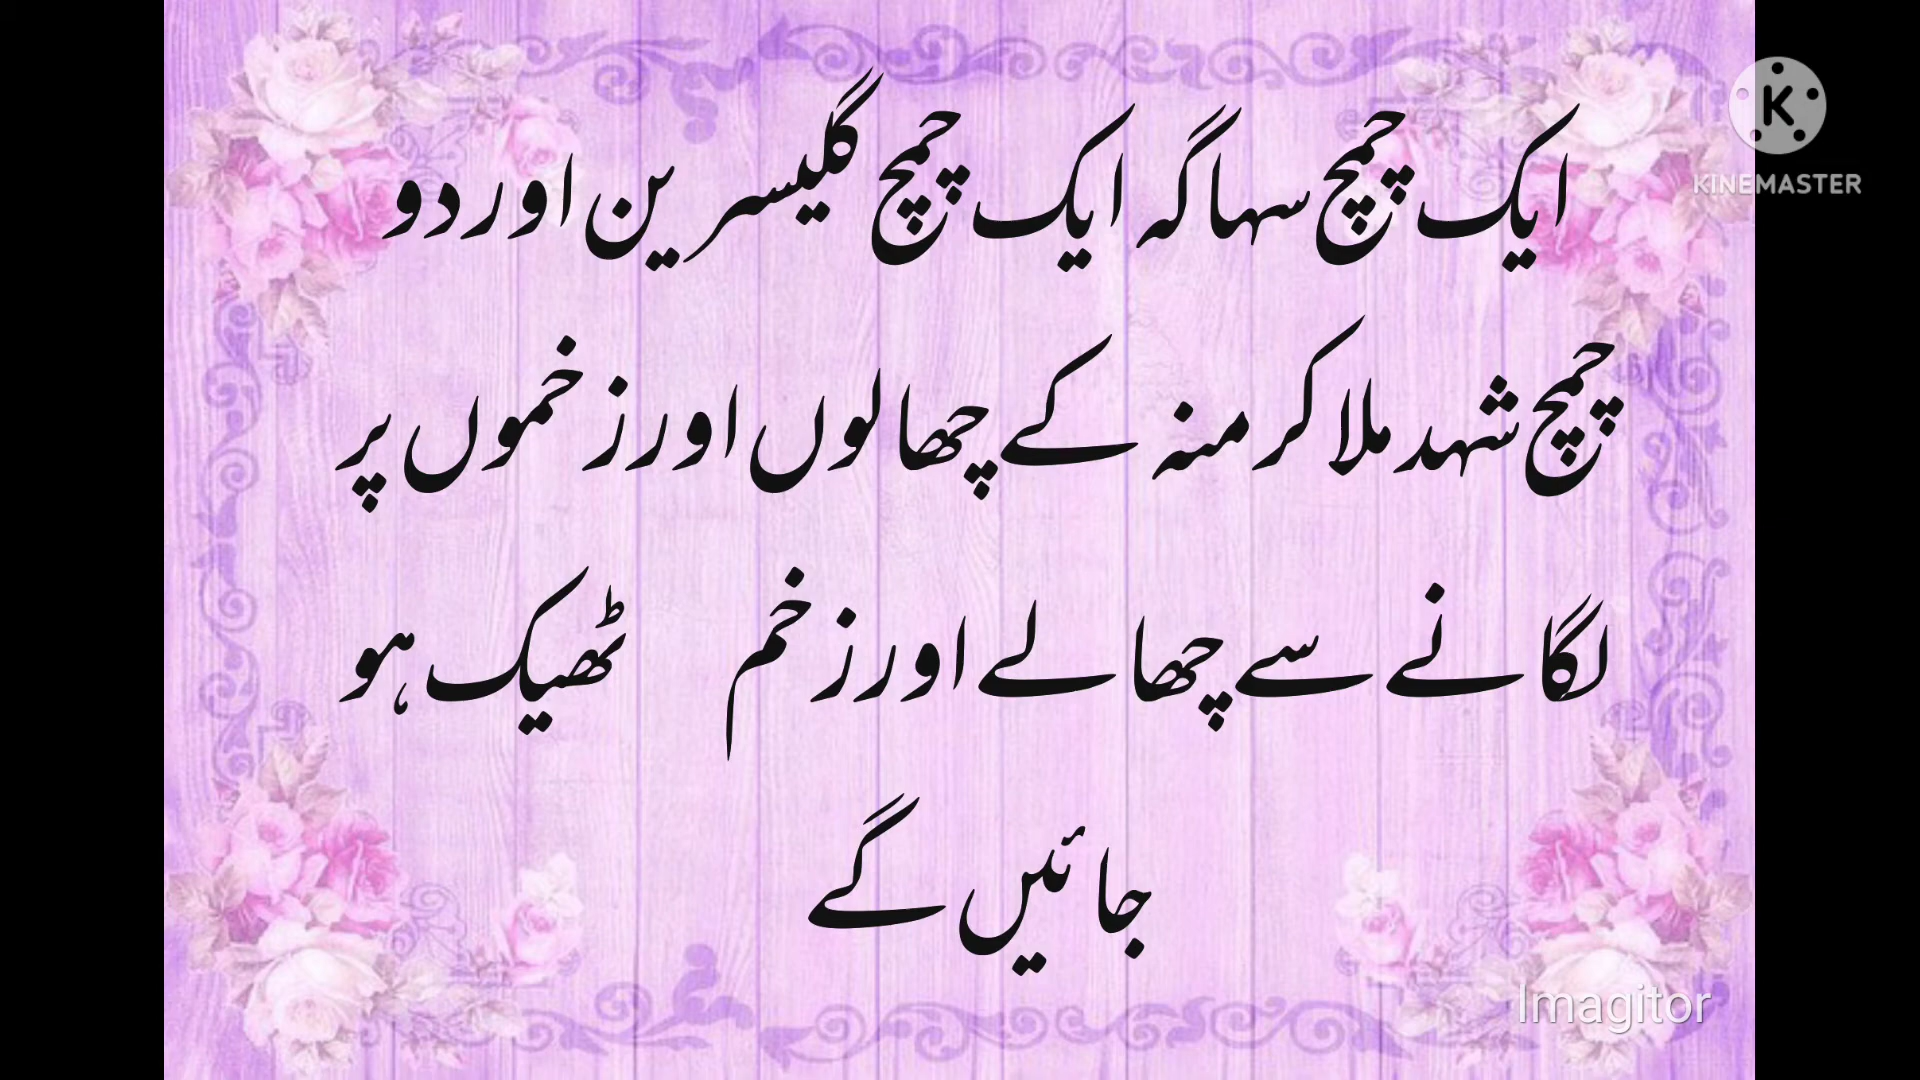 ایک چمچ سہاگہ ایک چمچ گلیسرین اور دو
چمچ شہد ملا کر منہ کے چھالوں اور زخموں پر
لگانے سے چھالے اور زخم ٹھیک ہو
جائیں گے
K
KINEMASTER
Imagitor